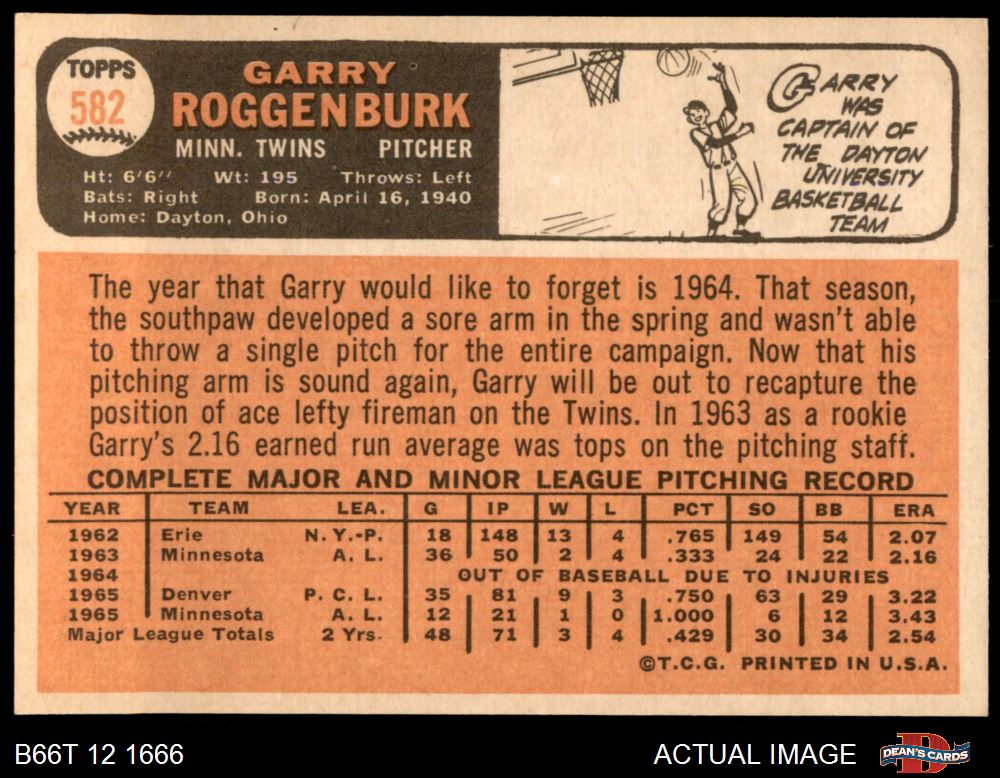 TOPPS
582
GARRY
ROGGENBURK
MINN. TWINS PITCHER
Ht: 6'6" Wt: 195 Throws: Left
Bats: Right Born: April 16, 1940
Home: Dayton, Ohio
GARRY
WAS
CAPTAIN OF
THE DAYTON
UNIVERSITY
BASKETBALL
TEAM
The year that Garry would like to forget is 1964. That season,
the southpaw developed a sore arm in the spring and wasn't able
to throw a single pitch for the entire campaign. Now that his
pitching arm is sound again, Garry will be out to recapture the
position of ace lefty fireman on the Twins. In 1963 as a rookie
Garry's 2.16 earned run average was tops on the pitching staff.
COMPLETE MAJOR AND MINOR LEAGUE PITCHING RECORD
YEAR TEAM LEA. G IP W L PCT SO BB ERA
1962 Erie N.Y.-P. 18 148 13 4 .765 149 54 2.07
1963 Minnesota A. L. 36 50 2 4 .333 24 22 2.16
1964 OUT OF BASEBALL DUE TO INJURIES
1965 Denver P. C. L. 35 81 9 3 .750 63 29 3.22
1965 Minnesota A. L. 12 21 1 0 1.000 6 12 3.43
Major League Totals 2 Yrs. 48 71 3 4 .429 30 34 2.54
©T.C.G. PRINTED IN U.S.A.
B66T 12 1666 ACTUAL IMAGE DEAN'S CARDS